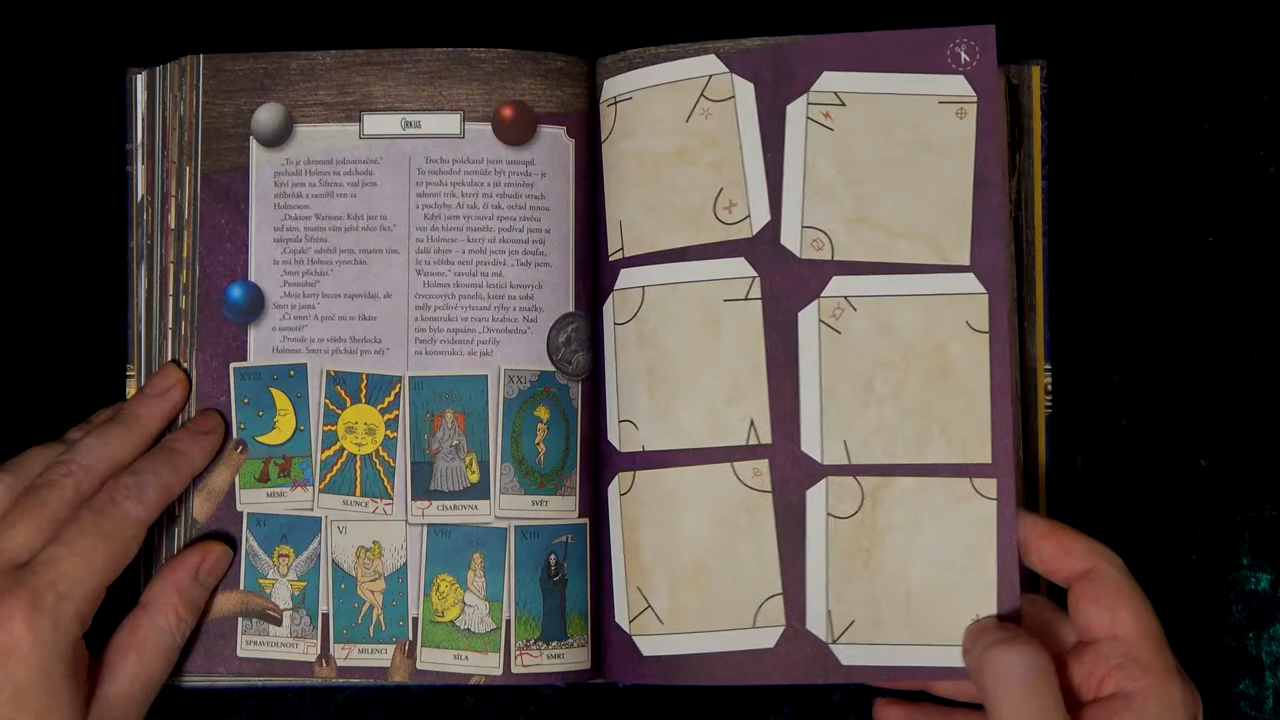 Cirkus
„To je ohromně jednoznačné,"
prohodil Holmes na odchodu.
Kývl jsem na Šifrénu, vzal jsem
stříbrňák a zamířil ven za
Holmesem.
„Doktore Watsone. Když jste tu
teď sám, musím vám ještě něco říct,"
zašeptala Šifréna.
„Copak?" odvětil jsem, zmaten tím,
že má být Holmes vynechán.
„Smrt přichází."
„Promiňte?"
„Moje karty leccos napovídají, ale
Smrt je jasná."
„Čí smrt? A proč mi to říkáte
o samotě?"
„Protože je to věštba Sherlocka
Holmese. Smrt si přichází pro něj."
Trochu polekaně jsem ustoupil.
To rozhodně nemůže být pravda – je
to pouhá spekulace a již zmíněný
salonní trik, který má vzbudit strach
a pochyby. Ať tak, či tak, otřásl mnou.
Když jsem vycouval zpoza závěsu
ven do hlavní manéže, podíval jsem se
na Holmese – který už zkoumal svůj
další objev – a mohl jsem jen doufat,
že ta věštba není pravdivá. „Tady jsem,
Watsone," zavolal na mě.
Holmes zkoumal šestici kovových
čtvercových panelů, které na sobě
měly pečlivě vyřezané rýhy a značky,
a konstrukci ve tvaru krabice. Nad
tím bylo napsáno „Divnobedna".
Panely evidentně patřily
na konstrukci, ale jak?
XVIII
MĚSÍC
XIX
SLUNCE
III
CÍSAŘOVNA
XXI
SVĚT
XI
SPRAVEDLNOST
VI
MILENCI
VIII
SÍLA
XIII
SMRT